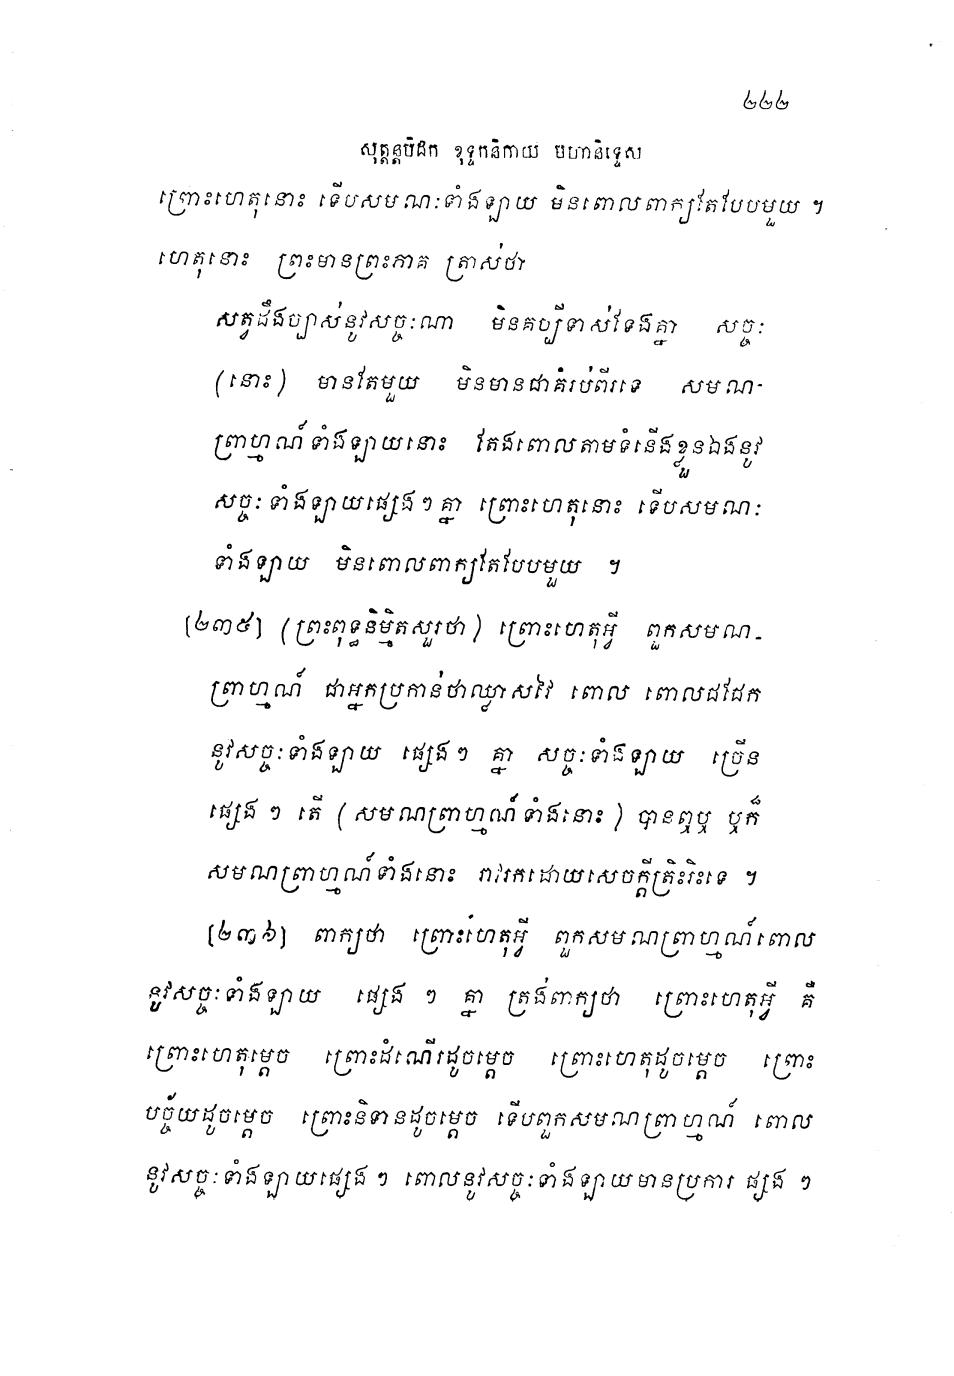 ២២២
សុត្តន្តបិដក ខុទ្ទកនិកាយ មហានិទ្ទេស
ព្រោះហេតុនោះ ទើបសមណៈទាំងឡាយ មិនពោលពាក្យតែបែបមួយ ។
ហេតុនោះ ព្រះមានព្រះភាគ ត្រាស់ថា
សត្វដឹងច្បាស់នូវសច្ចៈណា មិនគប្បីទាស់ទែងគ្នា សច្ចៈ
(នោះ) មានតែមួយ មិនមានជាគំរប់ពីរទេ សមណ-
ព្រាហ្មណ៍ទាំងឡាយនោះ តែងពោលតាមទំនើងខ្លួនឯងនូវ
សច្ចៈទាំងឡាយផ្សេងៗគ្នា ព្រោះហេតុនោះ ទើបសមណៈ
ទាំងឡាយ មិនពោលពាក្យតែបែបមួយ ។
[២៣៥] (ព្រះពុទ្ធនិម្មិតសួរថា) ព្រោះហេតុអ្វី ពួកសមណ-
ព្រាហ្មណ៍ ជាអ្នកប្រកាន់ថាឈ្លាសវៃ ពោល ពោលដដែក
នូវសច្ចៈទាំងឡាយ ផ្សេងៗ គ្នា សច្ចៈទាំងឡាយ ច្រើន
ផ្សេង ៗ តើ (សមណព្រាហ្មណ៍ទាំងនោះ) បានឮឬ ឬក៏
សមណព្រាហ្មណ៍ទាំងនោះ រាវរកដោយសេចក្តីត្រិះរិះទេ ។
[២៣៦] ពាក្យថា ព្រោះហេតុអ្វី ពួកសមណព្រាហ្មណ៍ពោល
នូវសច្ចៈទាំងឡាយ ផ្សេង ៗ គ្នា ត្រង់ពាក្យថា ព្រោះហេតុអ្វី គឺ
ព្រោះហេតុម្តេច ព្រោះដំណើរដូចម្តេច ព្រោះហេតុដូចម្តេច ព្រោះ
បច្ច័យដូចម្តេច ព្រោះនិទានដូចម្តេច ទើបពួកសមណព្រាហ្មណ៍ ពោល
នូវសច្ចៈទាំងឡាយផ្សេងៗ ពោលនូវសច្ចៈទាំងឡាយមានប្រការ ផ្សេង ៗ